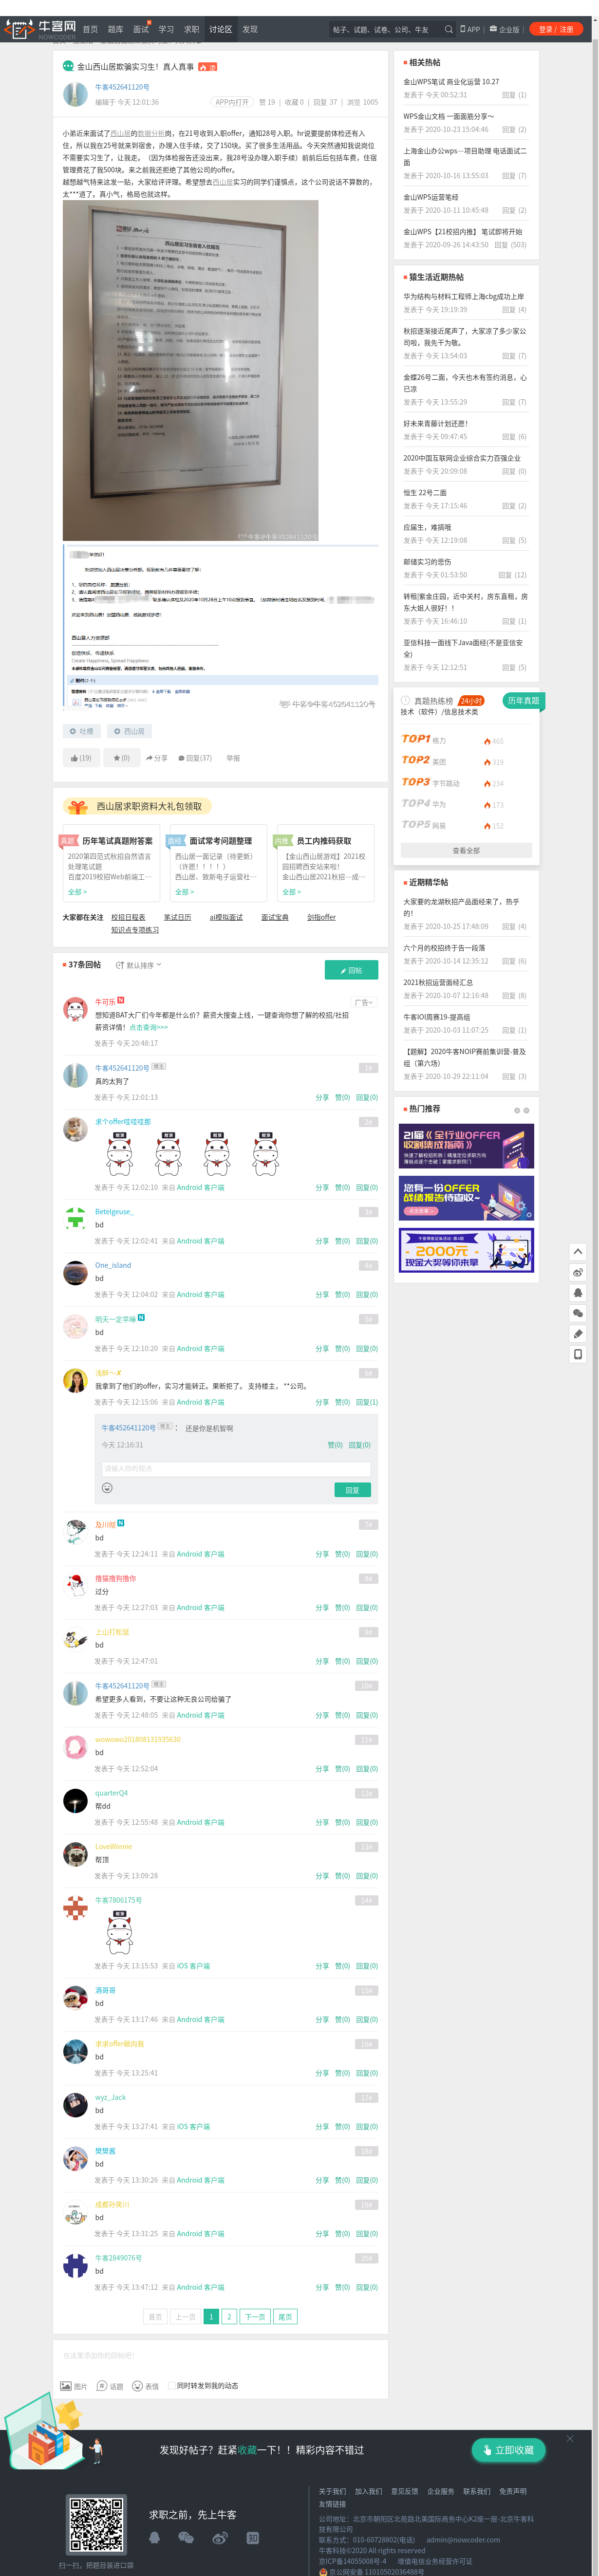 牛客网
NOWCODER
首页 题库 面试 学习 求职 讨论区 发现
帖子、试题、试卷、公司、牛友
APP | 企业版 | 登录 / 注册
金山西山居欺骗实习生！真人真事
顶
牛客452641120号
编辑于 今天 12:01:36
APP内打开 赞 19 | 收藏 0 | 回复 37 | 浏览 1005
小弟近来面试了西山居的数据分析岗，在21号收到入职offer，通知28号入职。hr说要提前体检还有入
住，所以我在25号就来到宿舍，办理入住手续，交了150块。买了很多生活用品。今天突然通知我说岗位
不需要实习生了，让我走。（因为体检报告还没出来，我28号没办理入职手续）前前后后包括车费，住宿
管理费花了我500块。来之前我还拒绝了其他公司的offer。
越想越气特来这发一贴，大家给评评理。希望想去西山居实习的同学们谨慎点，这个公司说话不算数的，
太***道了。真小气，格局也就这样。
西山居实习生宿舍入住规范
牛客@牛客452641120号
西山居人力资源部
创造快乐，传递快乐
Create Happiness, Spread Happiness
牛客@牛客452641120号
吐槽 西山居
(19) (0) 分享 回复(37) 举报
西山居求职资料大礼包领取
真题 历年笔试真题附答案
2020第四范式秋招自然语言
处理笔试题
百度2019校招Web前端工…
全部 >
面经 面试常考问题整理
西山居一面记录（待更新）
（许愿！！！！）
西山居、致新电子运营社…
全部 >
内推 员工内推码获取
【金山西山居游戏】2021校
园招聘西安站来啦！
金山西山居2021秋招—成…
全部 >
大家都在关注 校招日程表 笔试日历 ai模拟面试 面试宝典 剑指offer
知识点专项练习
37条回帖 默认排序
回帖
牛可乐 N
广告
想知道BAT大厂们今年都是什么价？薪资大搜查上线，一键查询你想了解的校招/社招
薪资详情！点击查询>>>
发表于 今天 20:48:17
牛客452641120号 楼主
1#
真的太狗了
发表于 今天 12:01:13 分享 赞(0) 回复(0)
求个offer哇哇哇那
2#
发表于 今天 12:02:10 来自 Android 客户端 分享 赞(0) 回复(0)
Betelgeuse_
3#
bd
发表于 今天 12:02:41 来自 Android 客户端 分享 赞(0) 回复(0)
One_island
4#
bd
发表于 今天 12:04:02 来自 Android 客户端 分享 赞(0) 回复(0)
明天一定早睡 N
5#
bd
发表于 今天 12:10:20 来自 Android 客户端 分享 赞(0) 回复(0)
浅醉～✘
6#
我拿到了他们的offer，实习才能转正。果断拒了。 支持楼主， **公司。
发表于 今天 12:15:06 来自 Android 客户端 分享 赞(0) 回复(1)
牛客452641120号 楼主 ： 还是你是机智啊
今天 12:16:31 赞(0) 回复(0)
请输入你的观点
回复
及川彻 N
7#
bd
发表于 今天 12:24:11 来自 Android 客户端 分享 赞(0) 回复(0)
撸猫撸狗撸你
8#
过分
发表于 今天 12:27:03 来自 Android 客户端 分享 赞(0) 回复(0)
上山打松鼠
9#
bd
发表于 今天 12:47:01 分享 赞(0) 回复(0)
牛客452641120号 楼主
10#
希望更多人看到，不要让这种无良公司给骗了
发表于 今天 12:48:05 来自 Android 客户端 分享 赞(0) 回复(0)
wowowo201808131935630
11#
bd
发表于 今天 12:52:04 分享 赞(0) 回复(0)
quarterQ4
12#
帮dd
发表于 今天 12:55:48 来自 Android 客户端 分享 赞(0) 回复(0)
LoveWinnie
13#
帮顶
发表于 今天 13:09:28 分享 赞(0) 回复(0)
牛客7806175号
14#
发表于 今天 13:15:53 来自 iOS 客户端 分享 赞(0) 回复(0)
酒哥哥
15#
bd
发表于 今天 13:17:46 来自 Android 客户端 分享 赞(0) 回复(0)
求求offer砸向我
16#
bd
发表于 今天 13:25:41 分享 赞(0) 回复(0)
wyz_Jack
17#
bd
发表于 今天 13:27:41 来自 iOS 客户端 分享 赞(0) 回复(0)
樊樊酱
18#
bd
发表于 今天 13:30:26 来自 Android 客户端 分享 赞(0) 回复(0)
成都孙笑川
19#
bd
发表于 今天 13:31:25 来自 Android 客户端 分享 赞(0) 回复(0)
牛客2849076号
20#
bd
发表于 今天 13:47:12 来自 Android 客户端 分享 赞(0) 回复(0)
首页 上一页 1 2 下一页 尾页
在这里添加你的回帖吧！
图片 话题 表情 同时转发到我的动态
相关热帖
金山WPS笔试 商业化运营 10.27
发表于 今天 00:52:31 回复 (1)
WPS金山文档 一面面筋分享～
发表于 2020-10-23 15:04:46 回复 (2)
上海金山办公wps—项目助理 电话面试二
面
发表于 2020-10-16 13:55:03 回复 (7)
金山WPS运营笔经
发表于 2020-10-11 10:45:48 回复 (2)
金山WPS【21校招内推】 笔试即将开始
发表于 2020-09-26 14:43:50 回复 (503)
猿生活近期热帖
华为结构与材料工程师上海cbg成功上岸
发表于 今天 19:19:39 回复 (4)
秋招逐渐接近尾声了，大家凉了多少家公
司啦，我先干为敬。
发表于 今天 13:54:03 回复 (7)
金蝶26号二面，今天也木有签约消息，心
已凉
发表于 今天 13:55:29 回复 (7)
好未来青藤计划还愿！
发表于 今天 09:47:45 回复 (6)
2020中国互联网企业综合实力百强企业
发表于 今天 20:09:08 回复 (0)
恒生 22号二面
发表于 今天 17:15:46 回复 (2)
应届生，难搞哦
发表于 今天 12:19:08 回复 (5)
邮储实习的悲伤
发表于 今天 01:53:50 回复 (12)
转租|紫金庄园，近中关村，房东直租，房
东大姐人很好！！
发表于 今天 16:46:10 回复 (1)
亚信科技一面线下Java面经(不是亚信安
全)
发表于 今天 12:12:51 回复 (5)
真题热练榜 24小时 历年真题
技术（软件）/信息技术类
TOP1 格力 465
TOP2 美团 319
TOP3 字节跳动 234
TOP4 华为 173
TOP5 网易 152
查看全部
近期精华帖
大家要的龙湖秋招产品面经来了，热乎
的！
发表于 2020-10-25 17:48:09 回复 (4)
六个月的校招终于告一段落
发表于 2020-10-14 12:35:12 回复 (6)
2021秋招运营面经汇总
发表于 2020-10-07 12:16:48 回复 (8)
牛客IOI周赛19-提高组
发表于 2020-10-03 11:07:25 回复 (1)
【题解】2020牛客NOIP赛前集训营-普及
组（第六场）
发表于 2020-10-29 22:11:04 回复 (3)
热门推荐
21届《全行业OFFER
收割集成指南》
您有一份OFFER
战绩报告待查收~
2000元
现金大奖等你来拿
发现好帖子？赶紧收藏一下！！精彩内容不错过
立即收藏
扫一扫，把题目装进口袋
求职之前，先上牛客
关于我们 加入我们 意见反馈 企业服务 联系我们 免责声明
友情链接
公司地址：北京市朝阳区北苑路北美国际商务中心K2座一层-北京牛客科
技有限公司
联系方式：010-60728802(电话) admin@nowcoder.com
牛客科技©2020 All rights reserved
京ICP备14055008号-4 增值电信业务经营许可证
京公网安备 11010502036488号